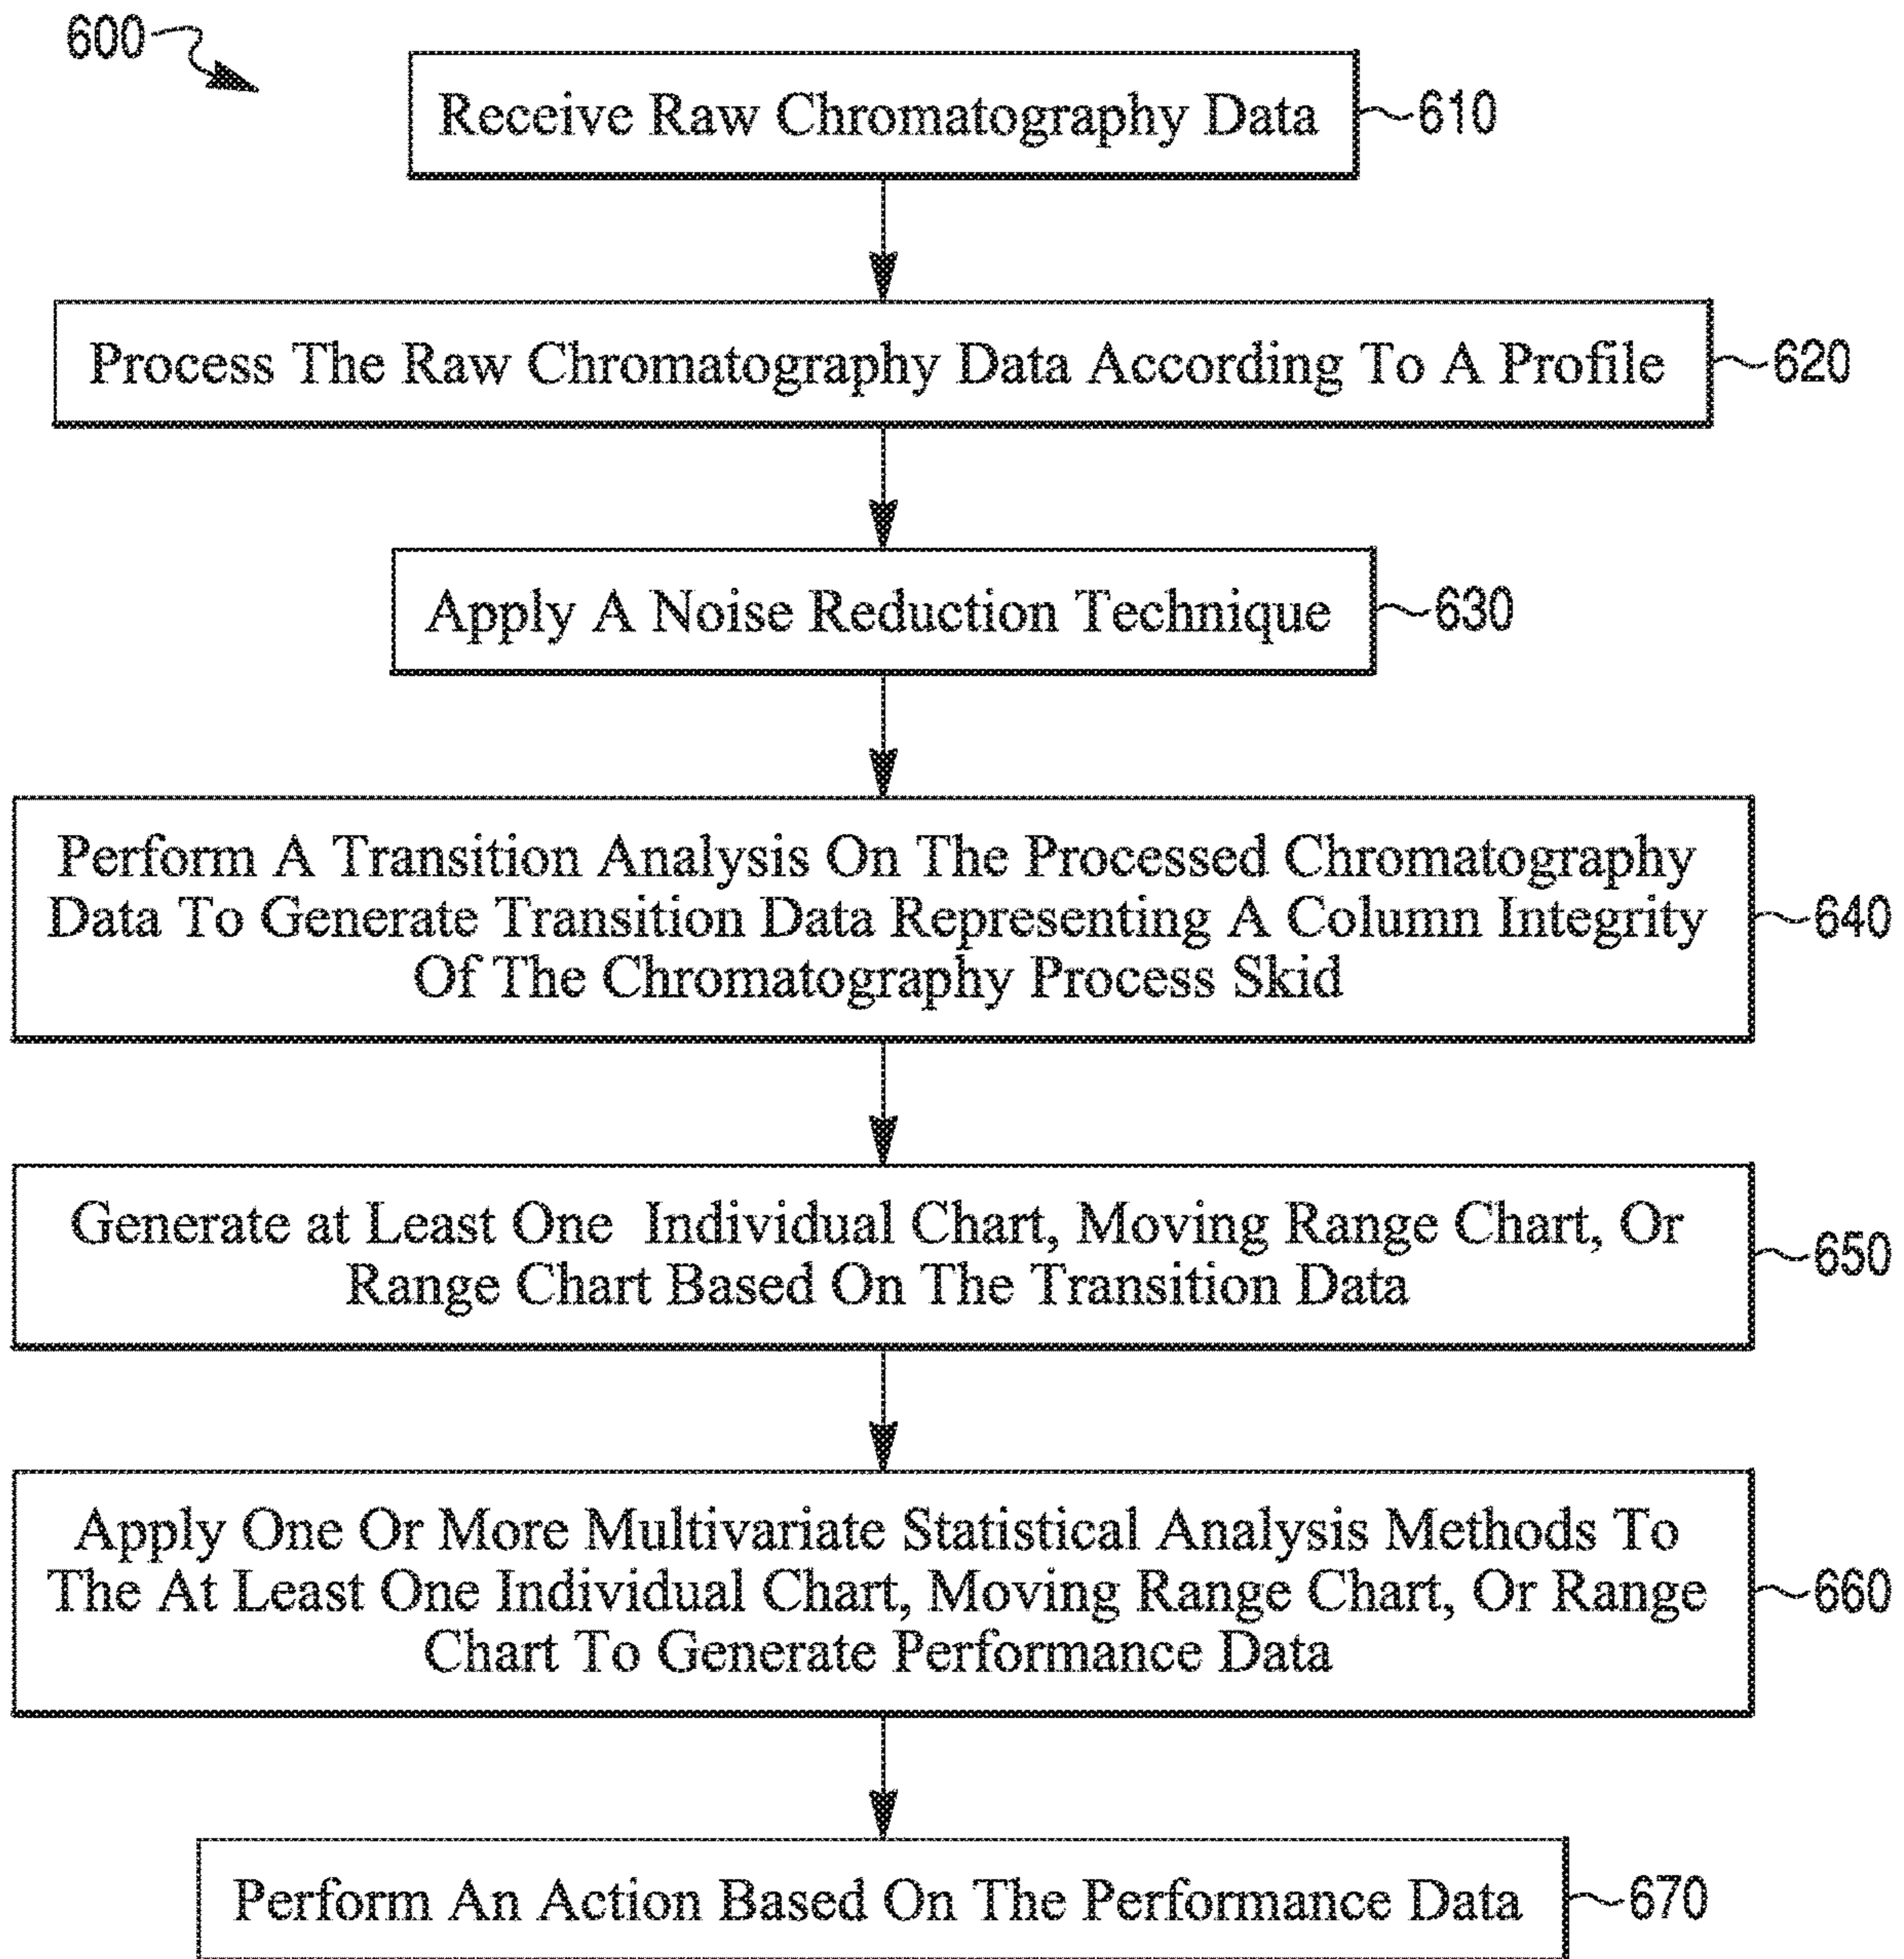 600
Receive Raw Chromatography Data
610
Process The Raw Chromatography Data According To A Profile
620
Apply A Noise Reduction Technique
630
Perform A Transition Analysis On The Processed Chromatography
Data To Generate Transition Data Representing A Column Integrity
Of The Chromatography Process Skid
640
Generate at Least One Individual Chart, Moving Range Chart, Or
Range Chart Based On The Transition Data
650
Apply One Or More Multivariate Statistical Analysis Methods To
The At Least One Individual Chart, Moving Range Chart, Or Range
Chart To Generate Performance Data
660
Perform An Action Based On The Performance Data
670